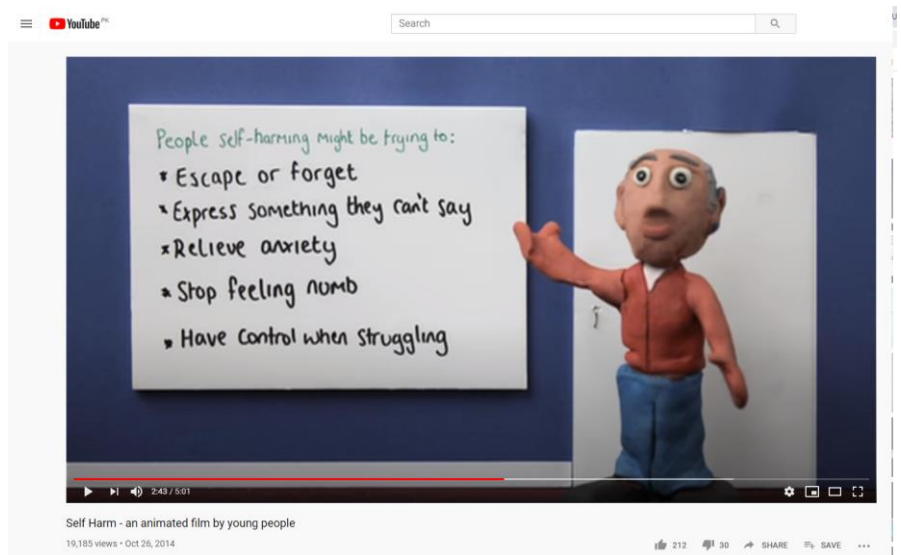 YouTube PK
Search
People self-harming might be trying to:
* Escape or forget
* Express something they can't say
* Relieve anxiety
* Stop feeling numb
* Have control when struggling
2:43 / 5:01
Self Harm - an animated film by young people
19,185 views • Oct 26, 2014
212 30 SHARE SAVE